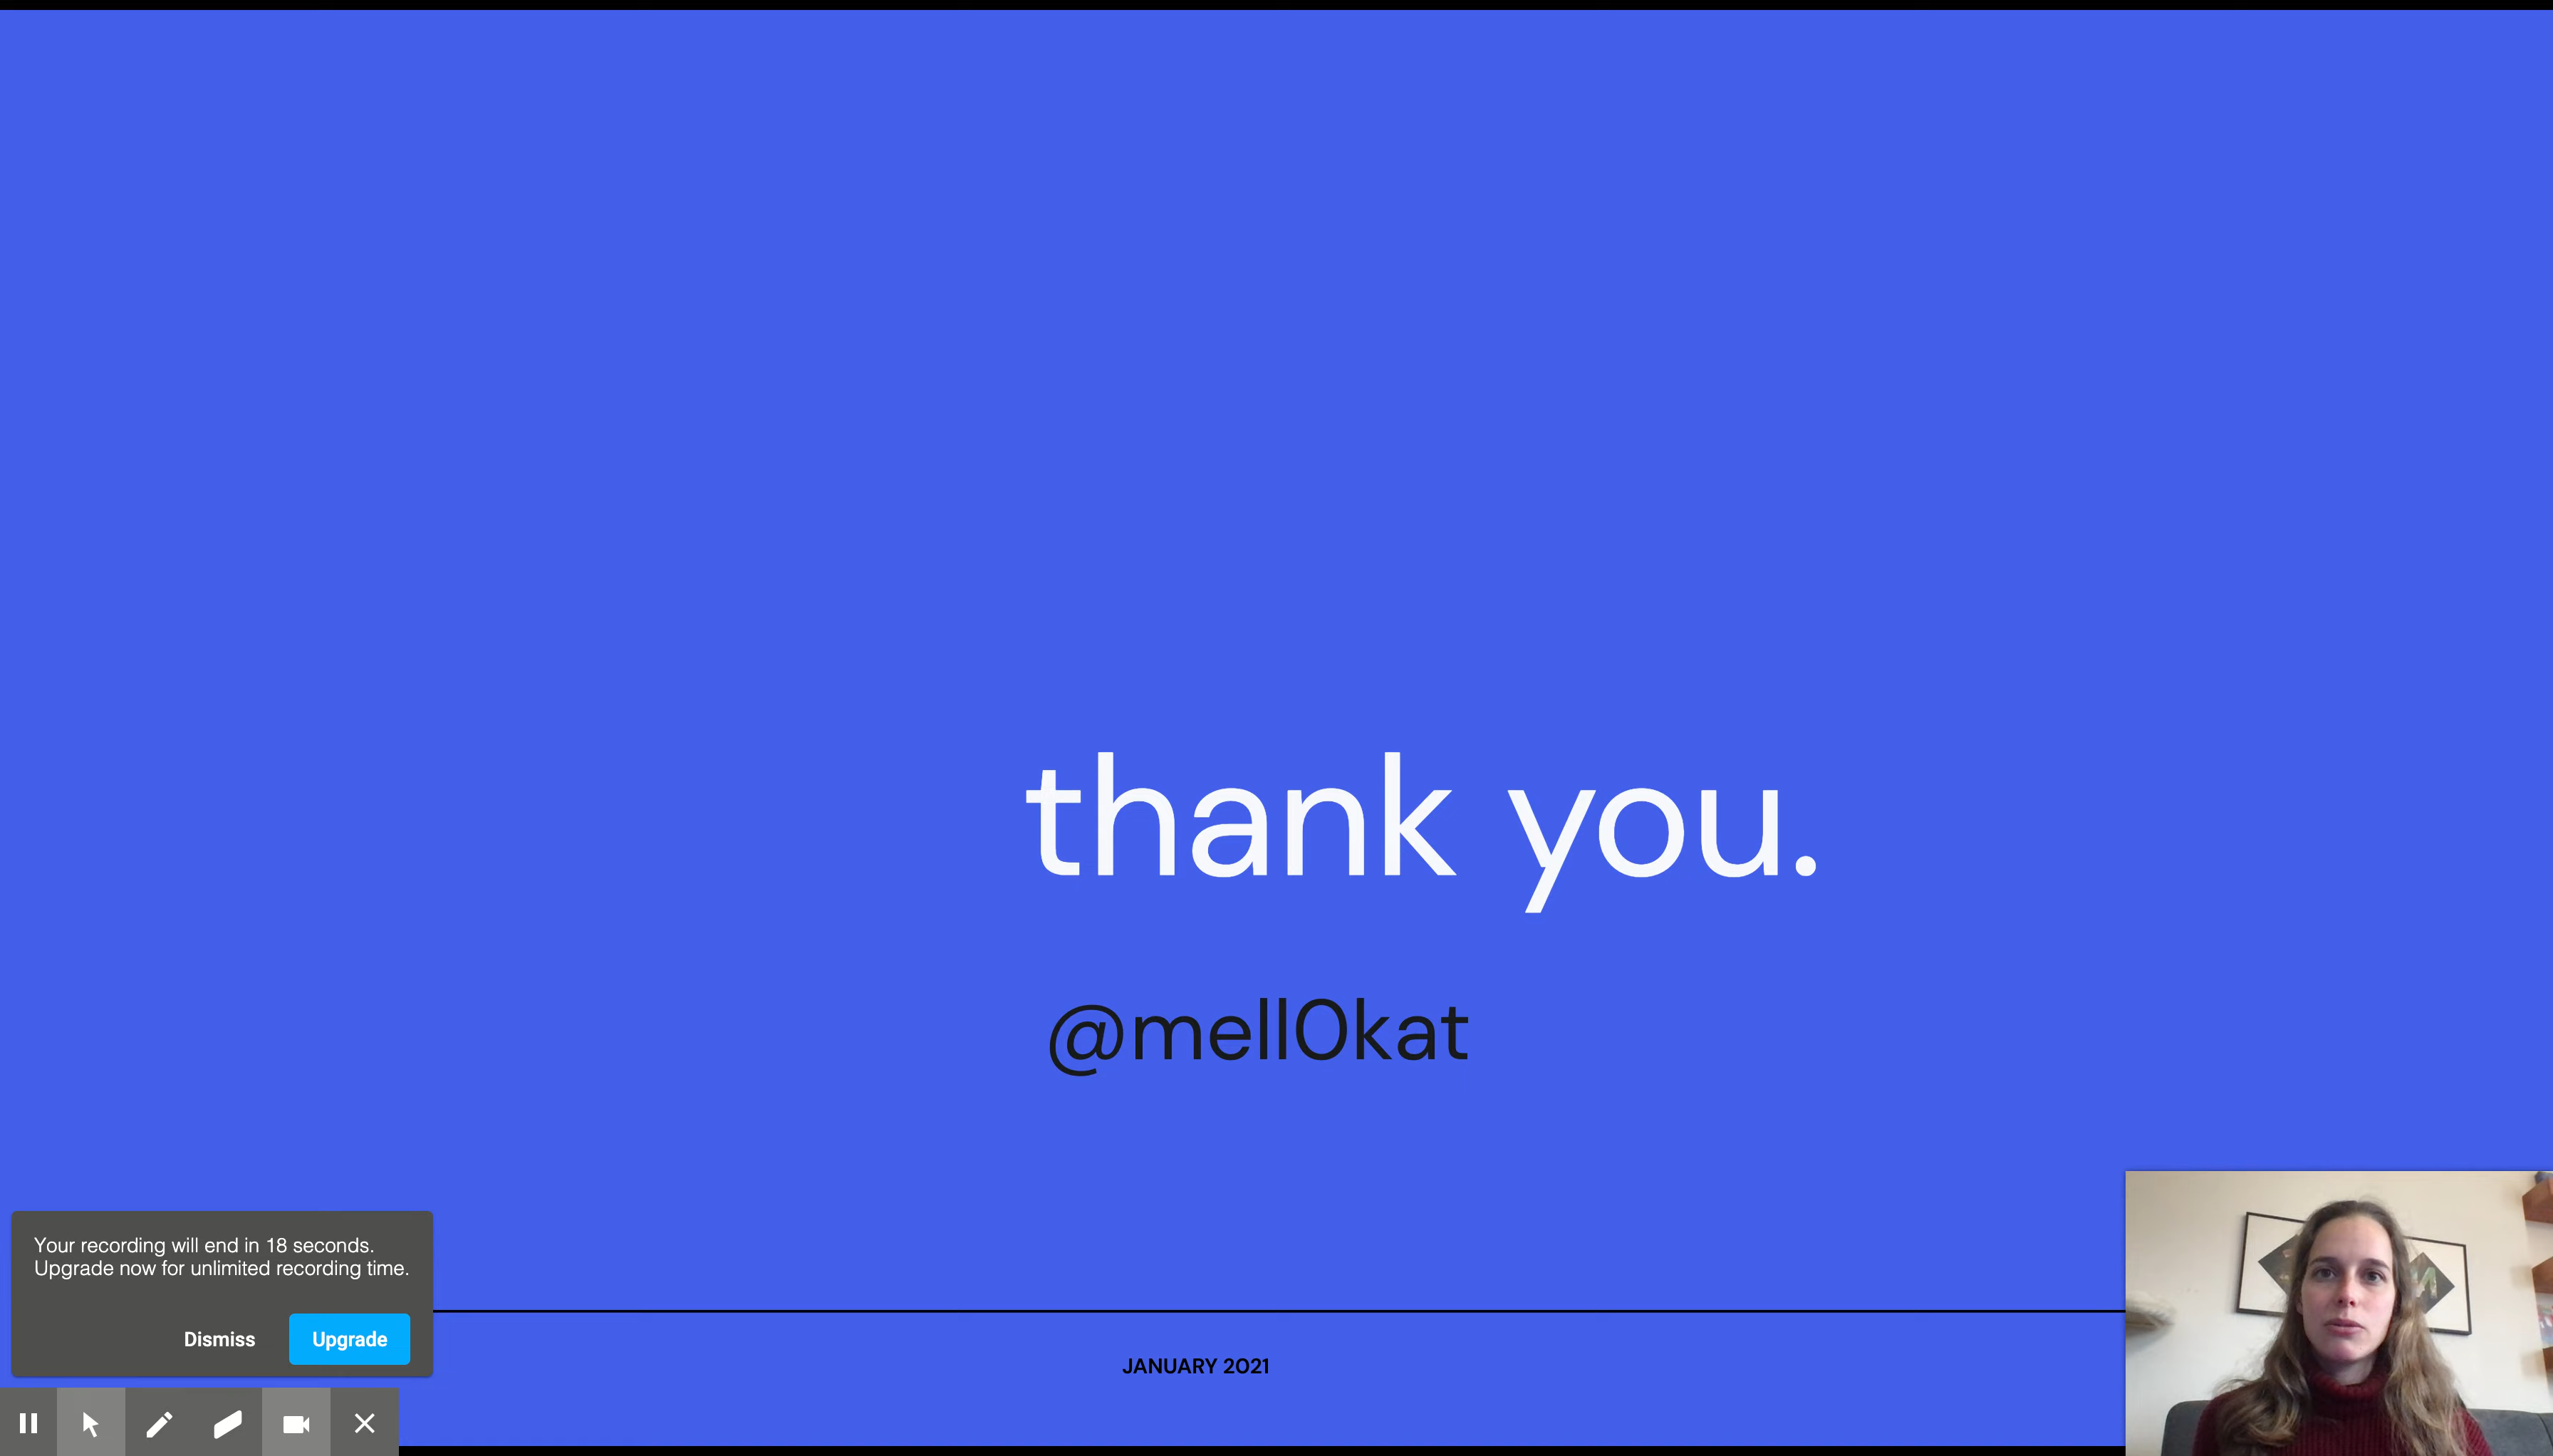 thank you.
@mell0kat
Your recording will end in 18 seconds.
Upgrade now for unlimited recording time.
Dismiss Upgrade
JANUARY 2021